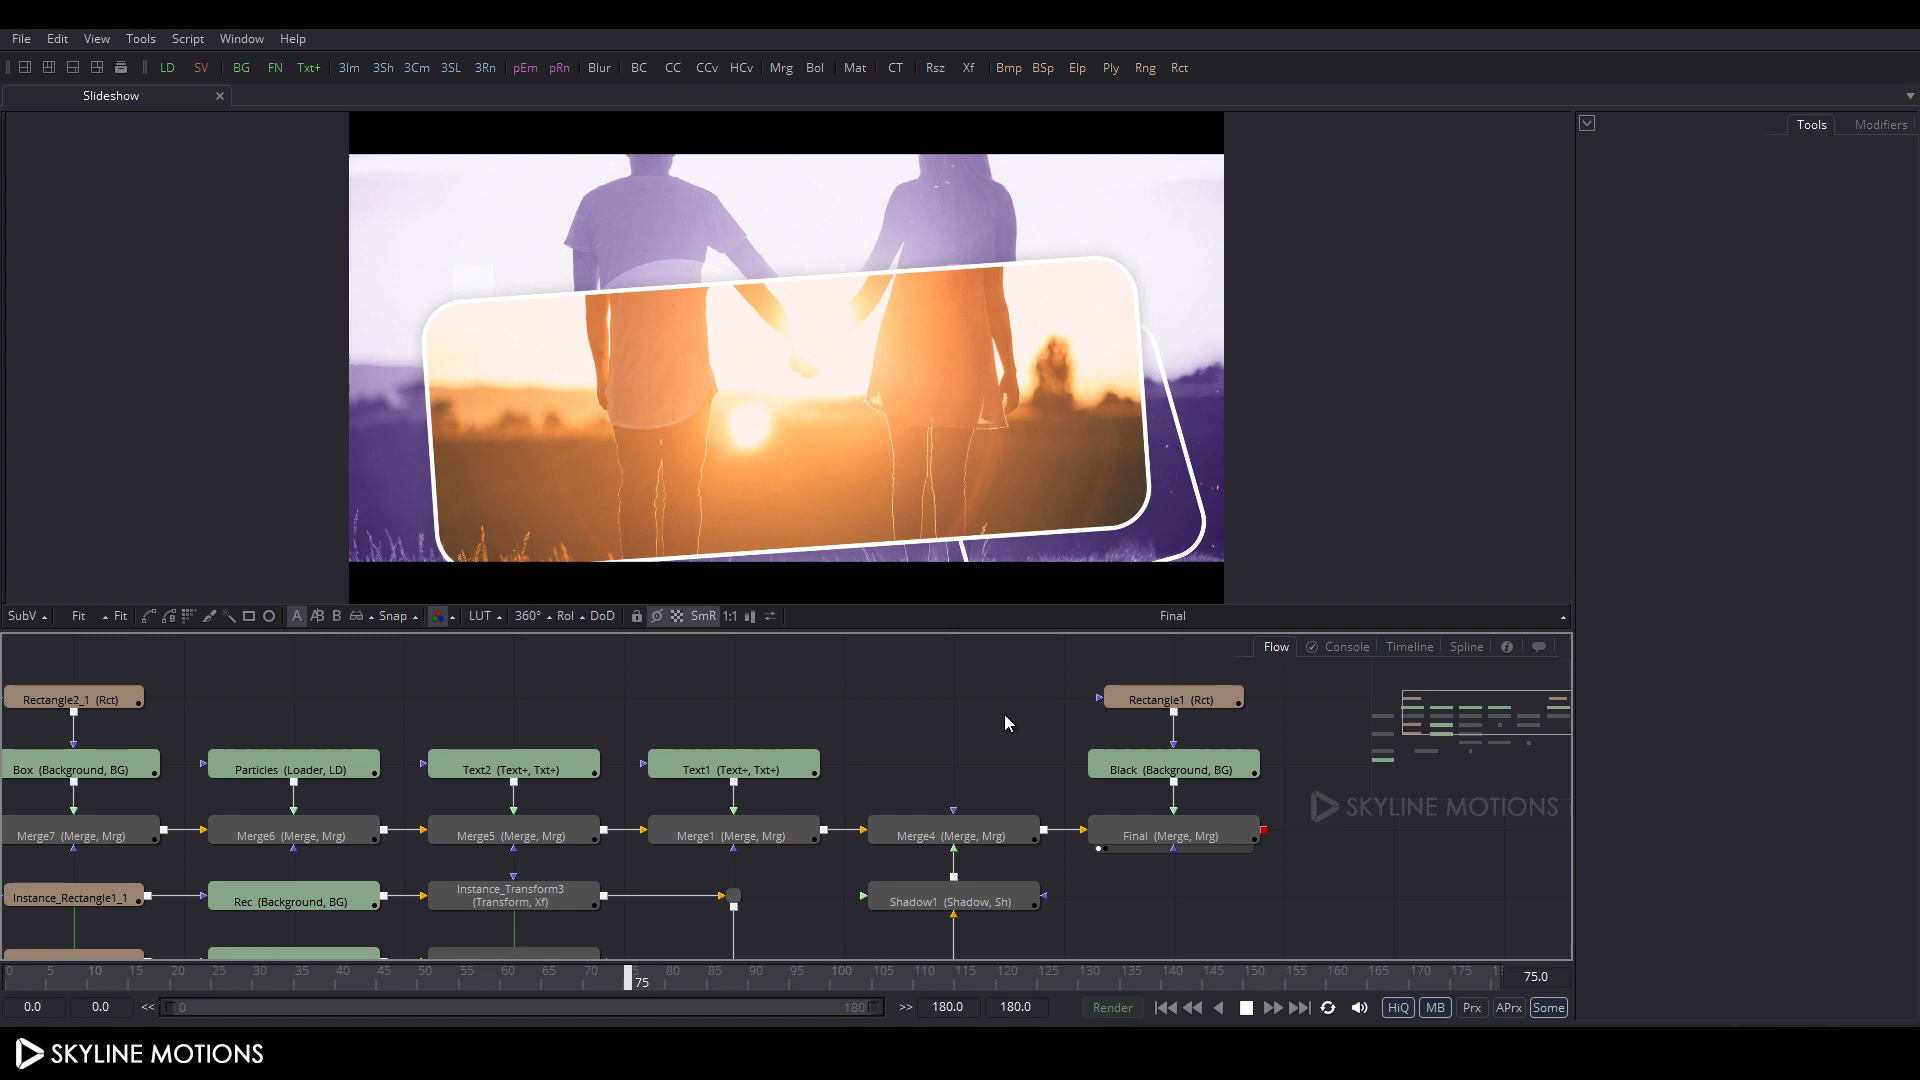 File Edit View Tools Script Window Help
LD SV BG FN Txt+ 3Im 3Sh 3Cm 3SL 3Rn pEm pRn Blur BC CC CCv HCv Mrg Bol Mat CT Rsz Xf Bmp BSp Elp Ply Rng Rct
Slideshow
Tools Modifiers
SubV Fit Fit A A/B B Snap LUT 360° RoI DoD SmR 1:1 Final
Flow Console Timeline Spline
Rectangle2_1 (Rct) Rectangle1 (Rct)
Box (Background, BG) Particles (Loader, LD) Text2 (Text+, Txt+) Text1 (Text+, Txt+) Black (Background, BG)
SKYLINE MOTIONS
Merge7 (Merge, Mrg) Merge6 (Merge, Mrg) Merge5 (Merge, Mrg) Merge1 (Merge, Mrg) Merge4 (Merge, Mrg) Final (Merge, Mrg)
Instance_Rectangle1_1 Rec (Background, BG) Instance_Transform3
(Transform, Xf) Shadow1 (Shadow, Sh)
0 5 10 15 20 25 30 35 40 45 50 55 60 65 70 75 80 85 90 95 100 105 110 115 120 125 130 135 140 145 150 155 160 165 170 175 75.0
0.0 0.0 << 0 180 >> 180.0 180.0 Render HiQ MB Prx APrx Some
SKYLINE MOTIONS